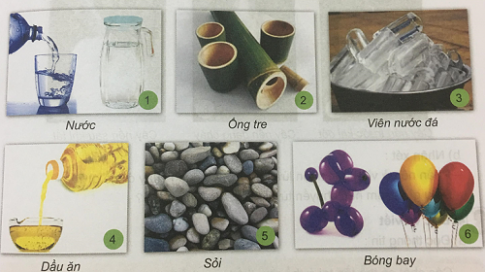 1
Nước
2
Ống tre
3
Viên nước đá
4
Dầu ăn
5
Sỏi
6
Bóng bay